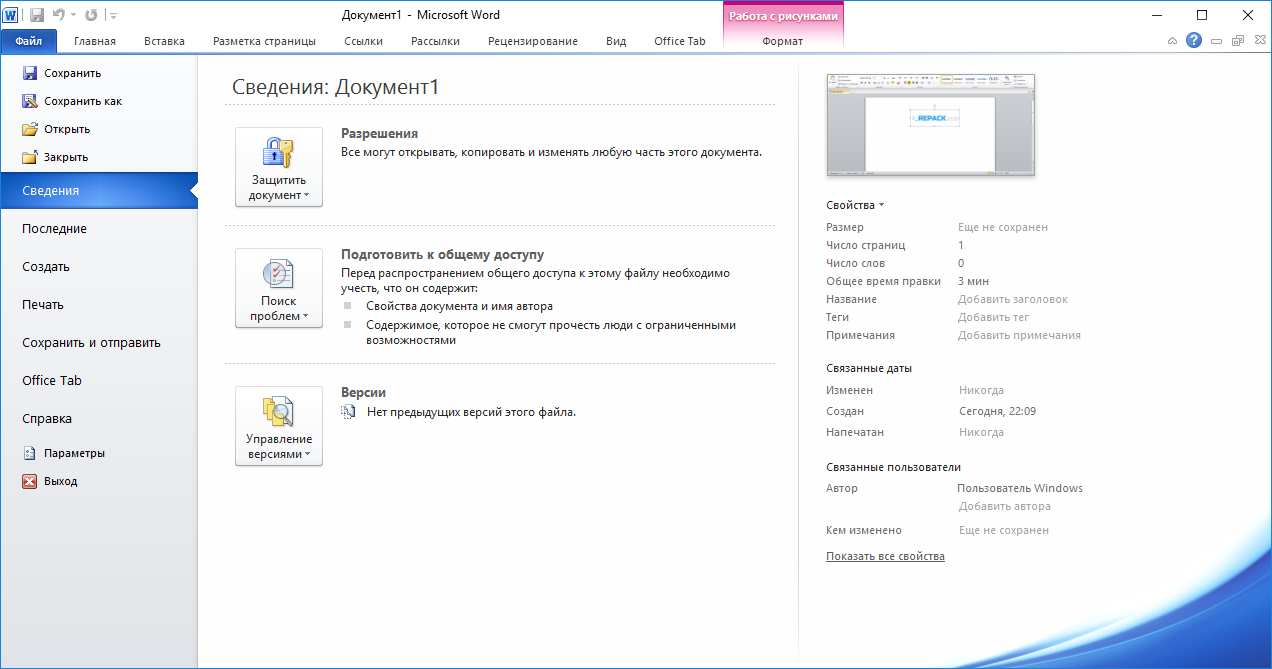 Документ1 - Microsoft Word
Работа с рисунками
Файл Главная Вставка Разметка страницы Ссылки Рассылки Рецензирование Вид Office Tab Формат
Сохранить
Сохранить как
Открыть
Закрыть
Сведения
Последние
Создать
Печать
Сохранить и отправить
Office Tab
Справка
Параметры
Выход
Сведения: Документ1
Защитить
документ
Разрешения
Все могут открывать, копировать и изменять любую часть этого документа.
Поиск
проблем
Подготовить к общему доступу
Перед распространением общего доступа к этому файлу необходимо
учесть, что он содержит:
Свойства документа и имя автора
Содержимое, которое не смогут прочесть люди с ограниченными
возможностями
Управление
версиями
Версии
Нет предыдущих версий этого файла.
REPACK
Свойства
Размер Еще не сохранен
Число страниц 1
Число слов 0
Общее время правки 3 мин
Название Добавить заголовок
Теги Добавить тег
Примечания Добавить примечания
Связанные даты
Изменен Никогда
Создан Сегодня, 22:09
Напечатан Никогда
Связанные пользователи
Автор Пользователь Windows
Добавить автора
Кем изменено Еще не сохранен
Показать все свойства